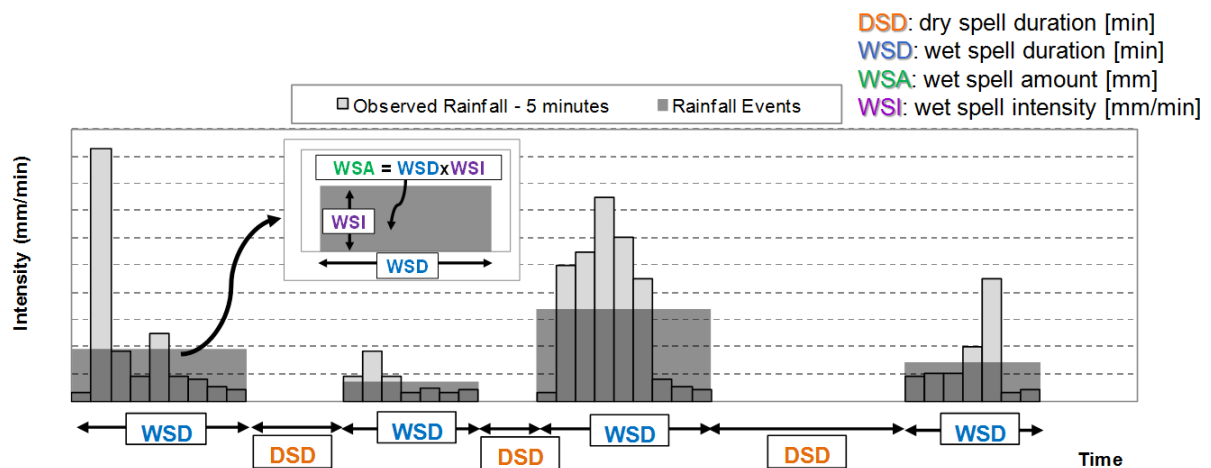 DSD: dry spell duration [min]
WSD: wet spell duration [min]
WSA: wet spell amount [mm]
WSI: wet spell intensity [mm/min]
Observed Rainfall - 5 minutes
Rainfall Events
WSA = WSDxWSI
WSI
WSD
Intensity (mm/min)
WSD
WSD
WSD
WSD
DSD
DSD
DSD
Time